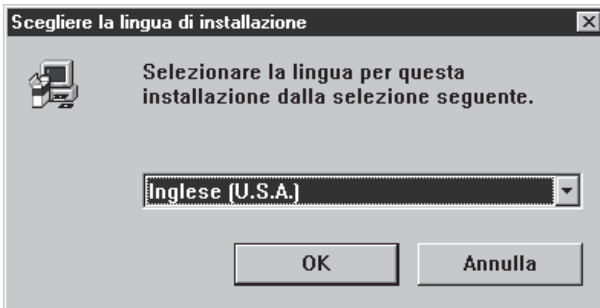 Scegliere la lingua di installazione
Selezionare la lingua per questa
installazione dalla selezione seguente.
Inglese (U.S.A.)
OK
Annulla